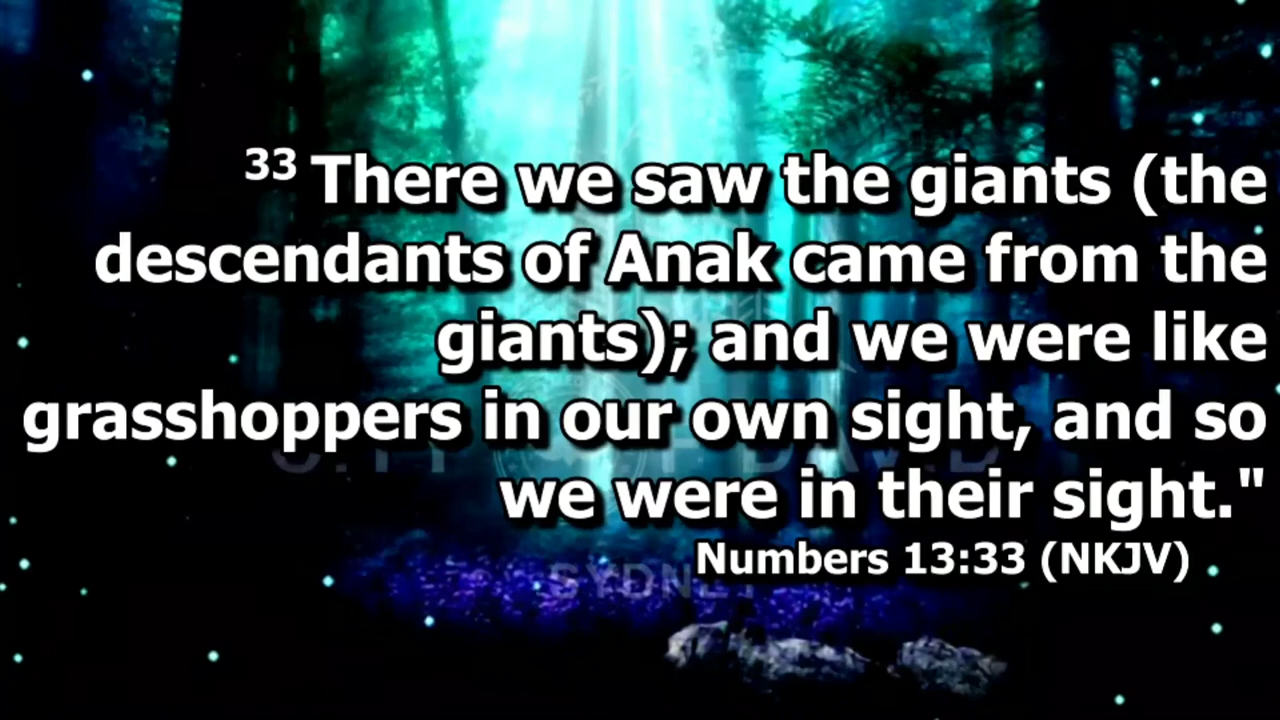 33 There we saw the giants (the
descendants of Anak came from the
giants); and we were like
grasshoppers in our own sight, and so
we were in their sight."
Numbers 13:33 (NKJV)
SYDNEY